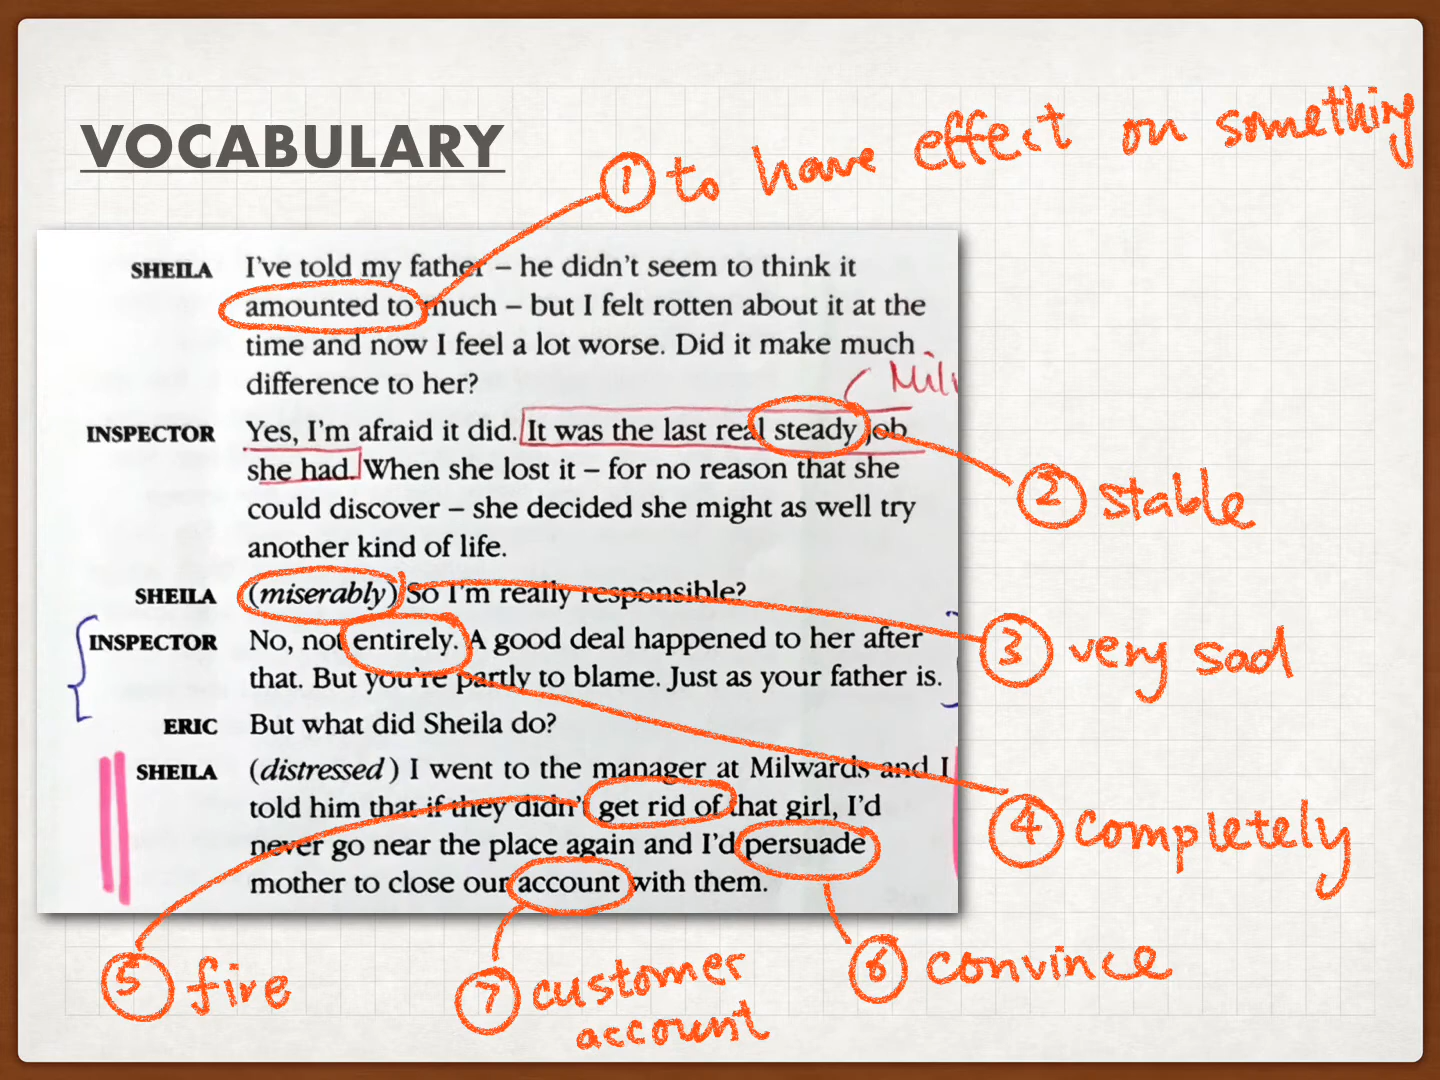 VOCABULARY
① to have effect on something
SHEILA I've told my father – he didn't seem to think it
amounted to much – but I felt rotten about it at the
time and now I feel a lot worse. Did it make much
difference to her?
INSPECTOR Yes, I'm afraid it did. It was the last real steady job
she had. When she lost it – for no reason that she
could discover – she decided she might as well try
another kind of life.
② stable
SHEILA (miserably) So I'm really responsible?
INSPECTOR No, not entirely. A good deal happened to her after
that. But you're partly to blame. Just as your father is.
③ very sad
ERIC But what did Sheila do?
SHEILA (distressed) I went to the manager at Milwards and I
told him that if they didn't get rid of that girl, I'd
never go near the place again and I'd persuade
mother to close our account with them.
④ completely
⑤ fire
⑦ customer
account
⑥ convince